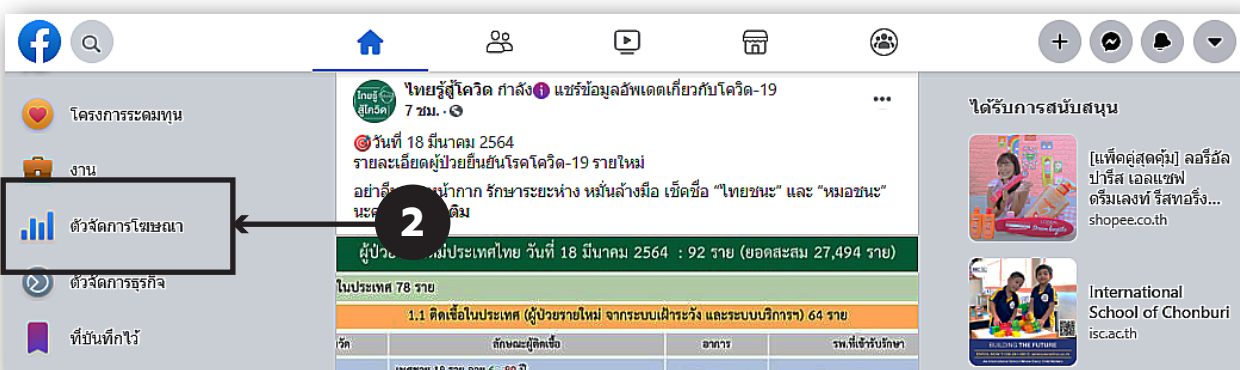 โครงการระดมทุน
งาน
ตัวจัดการโฆษณา
ตัวจัดการธุรกิจ
ที่บันทึกไว้
2
ไทยรู้สู้โควิด กำลัง แชร์ข้อมูลอัพเดตเกี่ยวกับโควิด-19
7 ชม. ·
วันที่ 18 มีนาคม 2564
รายละเอียดผู้ป่วยยืนยันโรคโควิด-19 รายใหม่
หน้ากาก รักษาระยะห่าง หมั่นล้างมือ เช็คชื่อ “ไทยชนะ” และ “หมอชนะ”
ประเทศไทย วันที่ 18 มีนาคม 2564 : 92 ราย (ยอดสะสม 27,494 ราย)
ในประเทศ 78 ราย
1.1 ติดเชื้อในประเทศ (ผู้ป่วยรายใหม่ จากระบบเฝ้าระวัง และระบบบริการฯ) 64 ราย
ลักษณะผู้ติดเชื้อ อาการ รพ.ที่เข้ารับรักษา
ได้รับการสนับสนุน
[แพ็คคู่สุดคุ้ม] ลอรีอัล
ปารีส เอลแซฟ
ดรีมเลงท์ รีสทอริ่ง...
shopee.co.th
International
School of Chonburi
isc.ac.th
BUILDING THE FUTURE